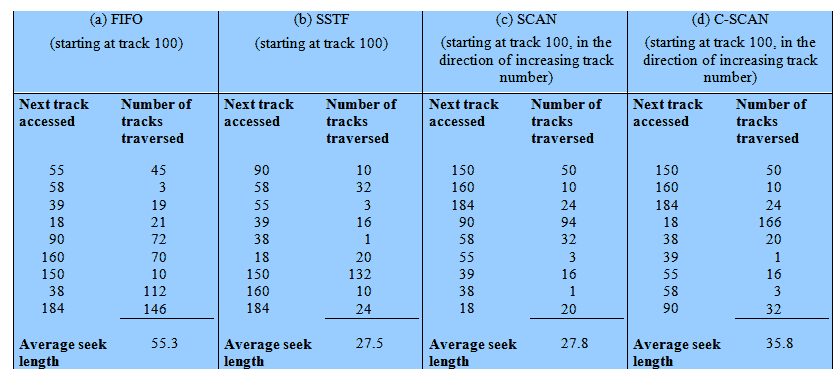 (a) FIFO (b) SSTF (c) SCAN (d) C-SCAN
(starting at track 100) (starting at track 100) (starting at track 100, in the (starting at track 100, in the
direction of increasing track direction of increasing track
number) number)
Next track Number of Next track Number of Next track Number of Next track Number of
accessed tracks accessed tracks accessed tracks accessed tracks
traversed traversed traversed traversed
55 45 90 10 150 50 150 50
58 3 58 32 160 10 160 10
39 19 55 3 184 24 184 24
18 21 39 16 90 94 18 166
90 72 38 1 58 32 38 20
160 70 18 20 55 3 39 1
150 10 150 132 39 16 55 16
38 112 160 10 38 1 58 3
184 146 184 24 18 20 90 32
Average seek 55.3 Average seek 27.5 Average seek 27.8 Average seek 35.8
length length length length